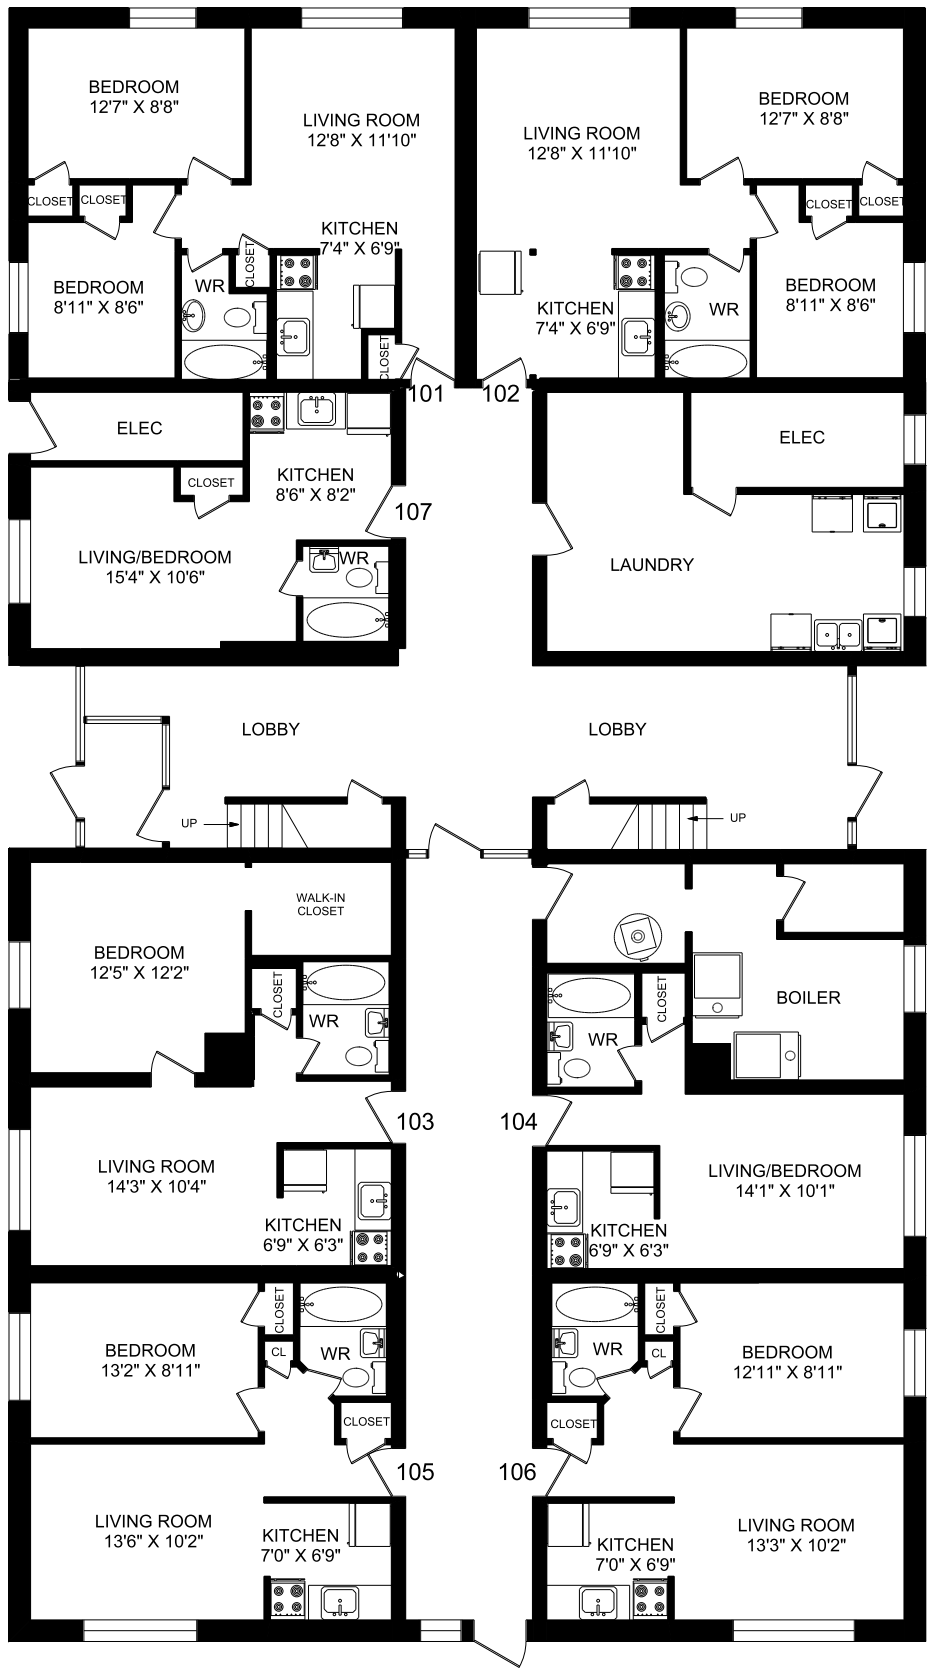 BEDROOM
12'7" X 8'8"
LIVING ROOM
12'8" X 11'10"
LIVING ROOM
12'8" X 11'10"
BEDROOM
12'7" X 8'8"
CLOSET
CLOSET
CLOSET
CLOSET
KITCHEN
7'4" X 6'9"
CLOSET
BEDROOM
8'11" X 8'6"
WR
KITCHEN
7'4" X 6'9"
WR
BEDROOM
8'11" X 8'6"
CLOSET
101
102
ELEC
ELEC
KITCHEN
8'6" X 8'2"
CLOSET
107
LIVING/BEDROOM
15'4" X 10'6"
WR
LAUNDRY
LOBBY
LOBBY
UP
UP
WALK-IN
CLOSET
BEDROOM
12'5" X 12'2"
CLOSET
WR
CLOSET
WR
BOILER
103
104
LIVING ROOM
14'3" X 10'4"
KITCHEN
6'9" X 6'3"
KITCHEN
6'9" X 6'3"
LIVING/BEDROOM
14'1" X 10'1"
CLOSET
CLOSET
BEDROOM
13'2" X 8'11"
CL
WR
WR
CL
BEDROOM
12'11" X 8'11"
CLOSET
CLOSET
105
106
LIVING ROOM
13'6" X 10'2"
KITCHEN
7'0" X 6'9"
KITCHEN
7'0" X 6'9"
LIVING ROOM
13'3" X 10'2"